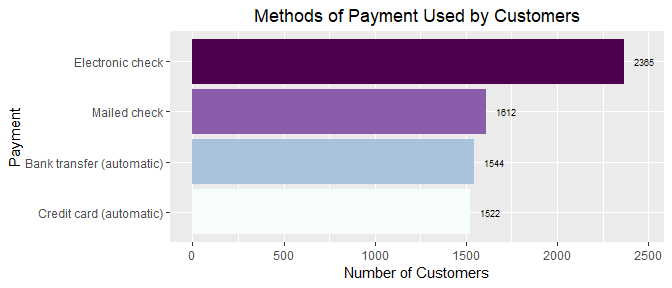 Methods of Payment Used by Customers
Payment
Electronic check 2365
Mailed check 1612
Bank transfer (automatic) 1544
Credit card (automatic) 1522
0 500 1000 1500 2000 2500
Number of Customers